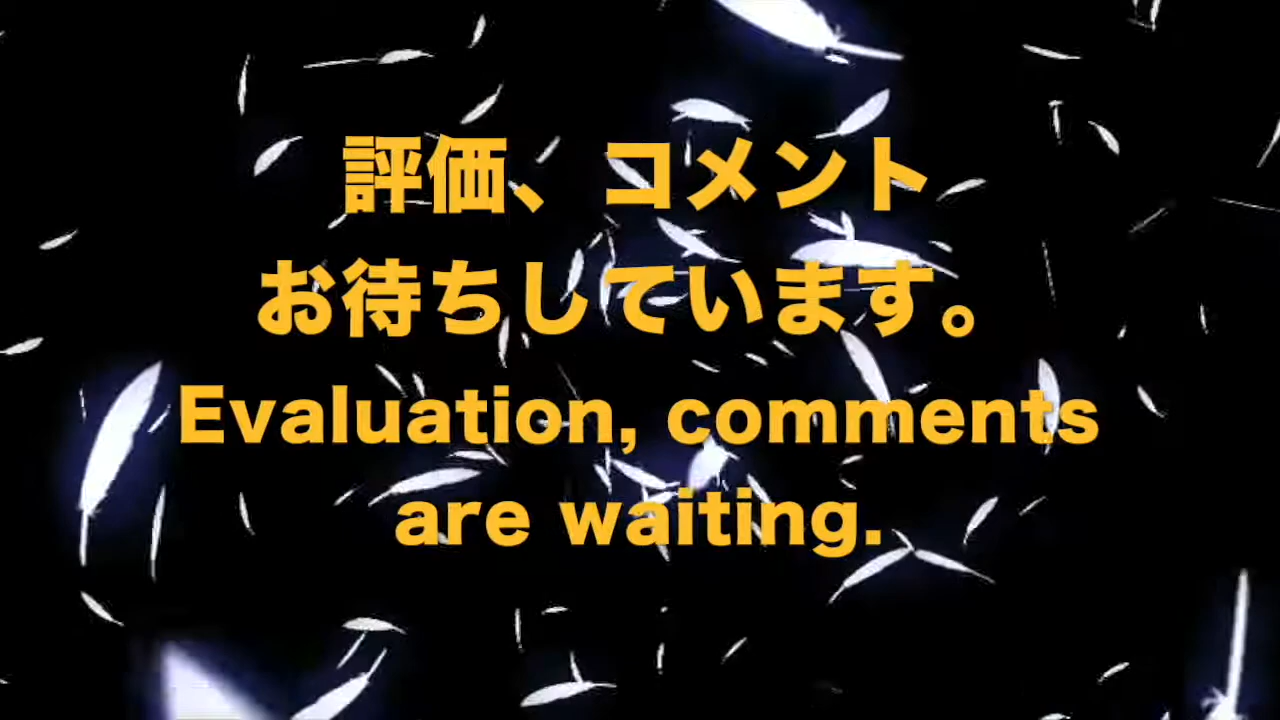 評価、コメント
お待ちしています。
Evaluation, comments
are waiting.